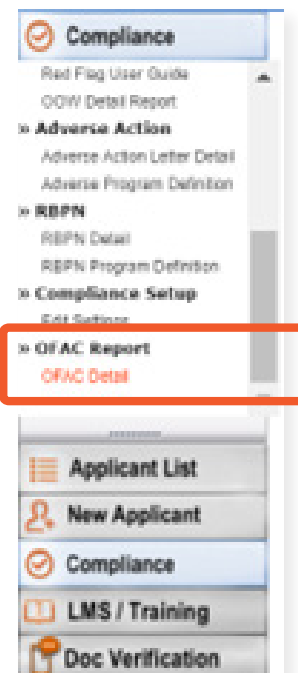 Compliance
Red Flag User Guide
OOW Detail Report
» Adverse Action
Adverse Action Letter Detail
Adverse Program Definition
» RBPN
RBPN Detail
RBPN Program Definition
» Compliance Setup
Edit Settings
» OFAC Report
OFAC Detail
Applicant List
New Applicant
Compliance
LMS / Training
Doc Verification